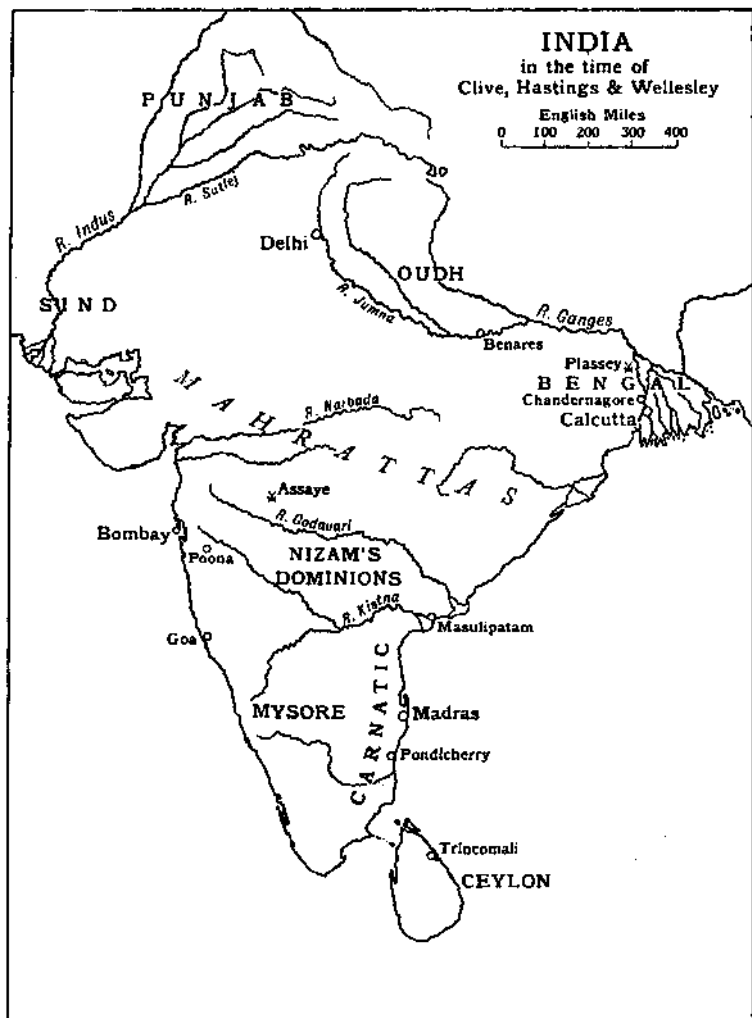 INDIA
in the time of
Clive, Hastings & Wellesley
English Miles
0 100 200 300 400
PUNJAB
R. Sutlej
R. Indus
Delhi
OUDH
SUND
R. Jumna
R. Ganges
Benares
Plassey
BENGAL
Chandernagore
Calcutta
MAHRATTAS
R. Narbada
Assaye
R. Godavari
Bombay
Poona
NIZAM'S
DOMINIONS
R. Kistna
Masulipatam
Goa
CARNATIC
MYSORE
Madras
Pondicherry
Trincomali
CEYLON